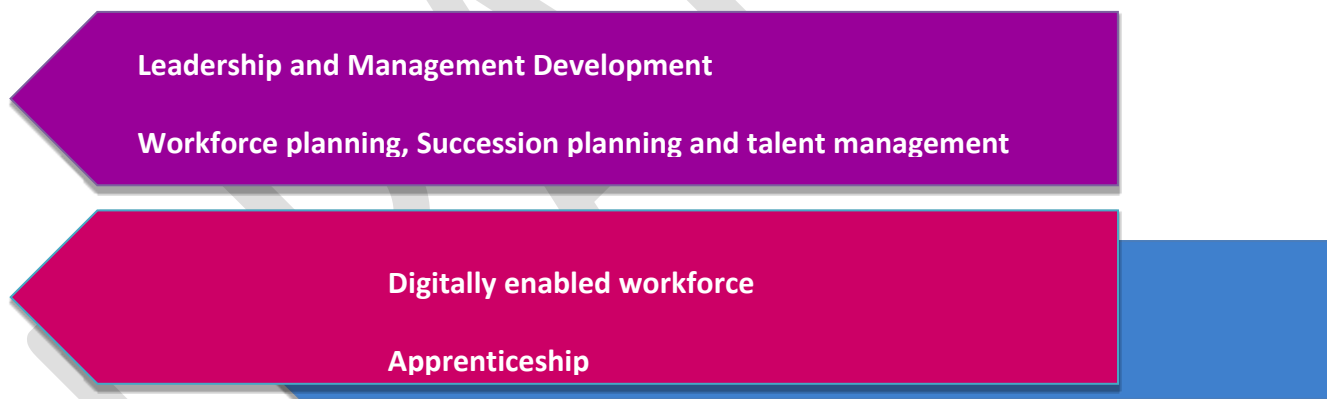 Leadership and Management Development
Workforce planning, Succession planning and talent management
Digitally enabled workforce
Apprenticeship